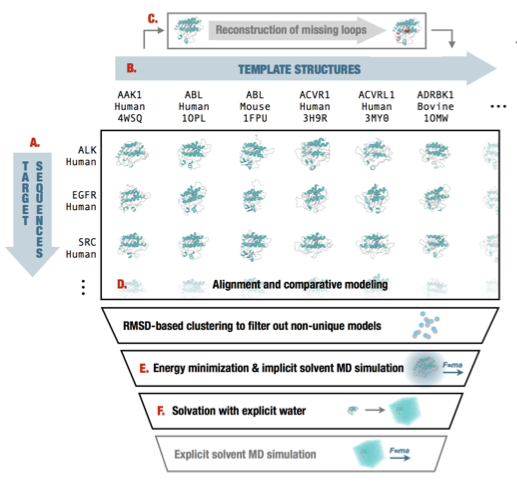 C.
Reconstruction of missing loops
B.
TEMPLATE STRUCTURES
AAK1 Human 4WSQ
ABL Human 1OPL
ABL Mouse 1FPU
ACVR1 Human 3H9R
ACVRL1 Human 3MY0
ADRBK1 Bovine 1OMW
...
A.
TARGET SEQUENCES
ALK Human
EGFR Human
SRC Human
D.
Alignment and comparative modeling
RMSD-based clustering to filter out non-unique models
E. Energy minimization & implicit solvent MD simulation
F=ma
F. Solvation with explicit water
Explicit solvent MD simulation
F=ma